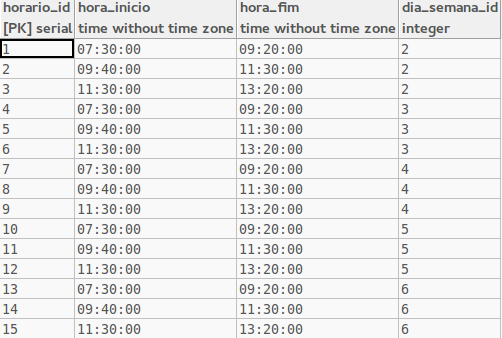 horario_id hora_inicio hora_fim dia_semana_id
[PK] serial time without time zone time without time zone integer
1 07:30:00 09:20:00 2
2 09:40:00 11:30:00 2
3 11:30:00 13:20:00 2
4 07:30:00 09:20:00 3
5 09:40:00 11:30:00 3
6 11:30:00 13:20:00 3
7 07:30:00 09:20:00 4
8 09:40:00 11:30:00 4
9 11:30:00 13:20:00 4
10 07:30:00 09:20:00 5
11 09:40:00 11:30:00 5
12 11:30:00 13:20:00 5
13 07:30:00 09:20:00 6
14 09:40:00 11:30:00 6
15 11:30:00 13:20:00 6